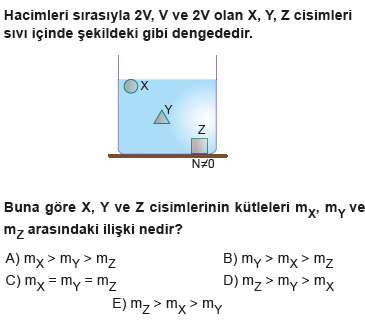 Hacimleri sırasıyla 2V, V ve 2V olan X, Y, Z cisimleri
sıvı içinde şekildeki gibi dengededir.
X
Y
Z
N≠0
Buna göre X, Y ve Z cisimlerinin kütleleri mX, mY ve
mZ arasındaki ilişki nedir?
A) mX > mY > mZ B) mY > mX > mZ
C) mX = mY = mZ D) mZ > mY > mX
E) mZ > mX > mY